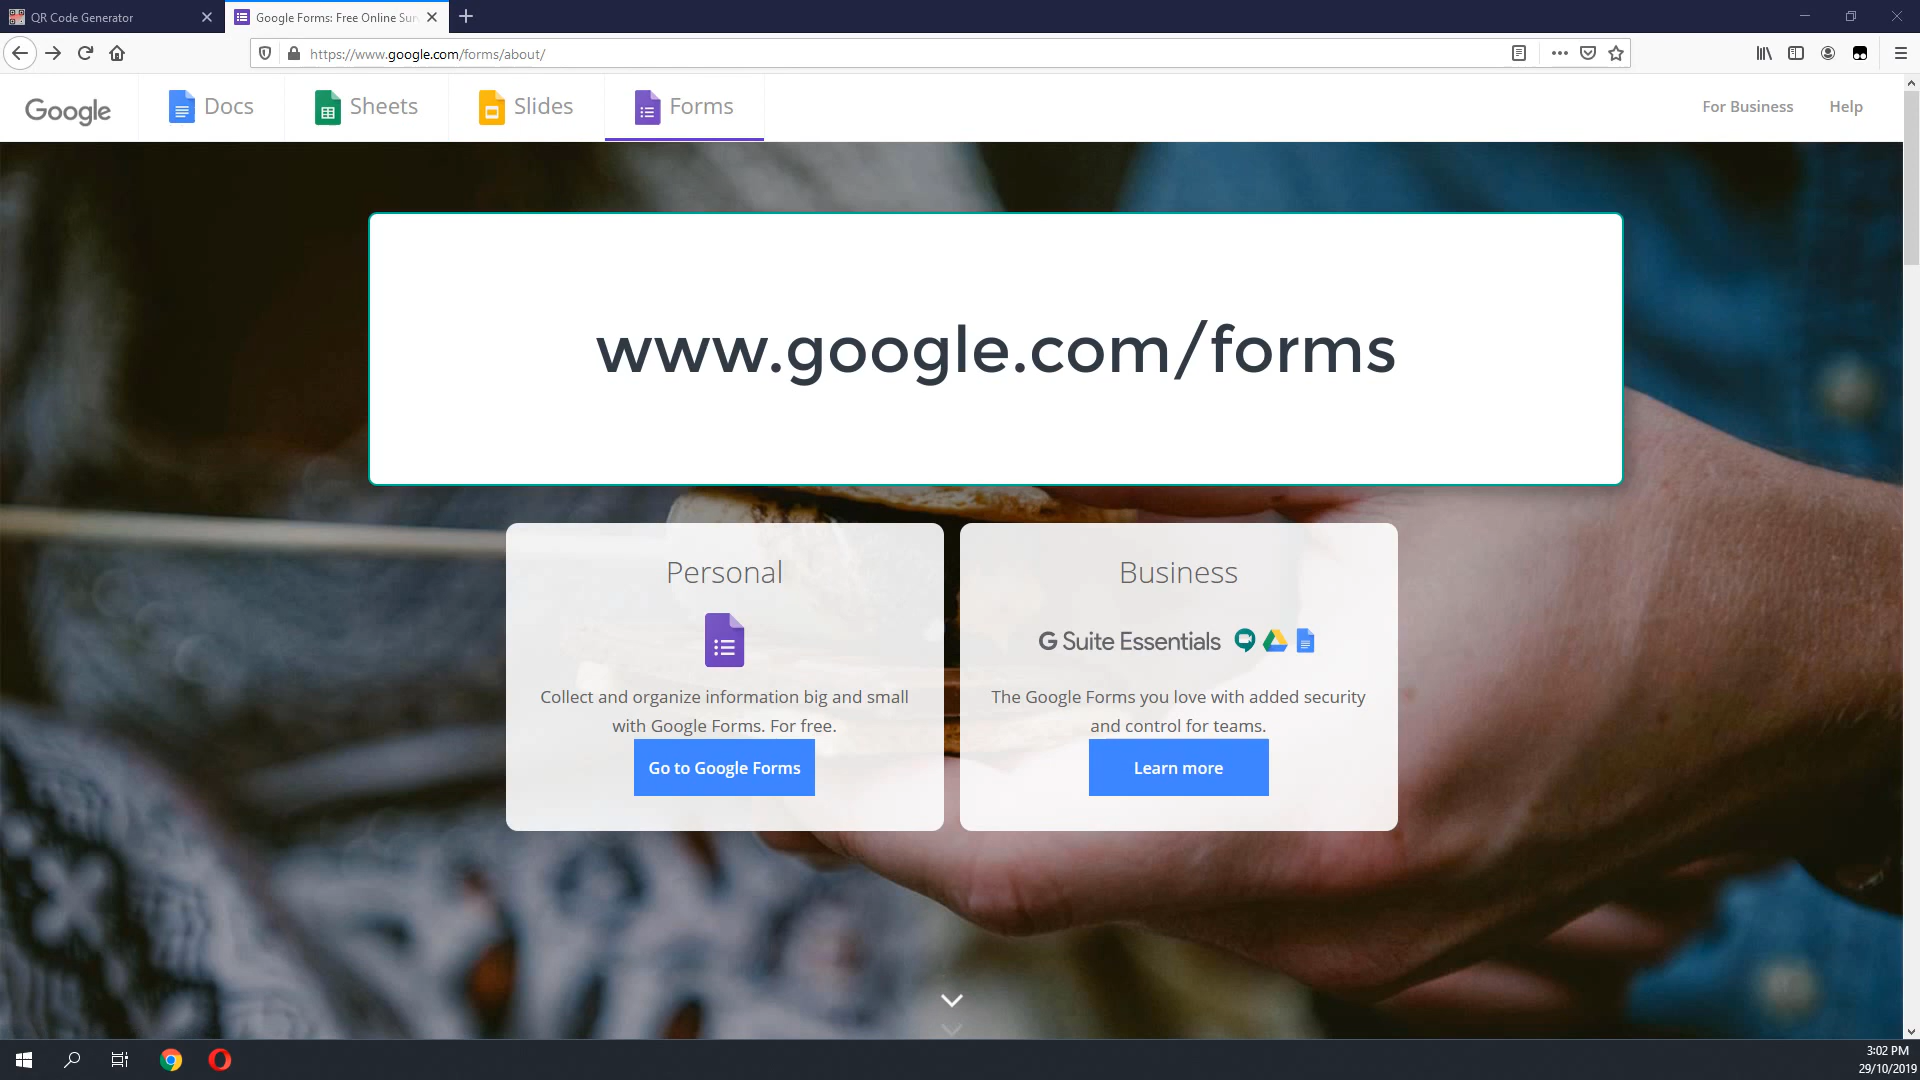 QR Code Generator
Google Forms: Free Online Sur
https://www.google.com/forms/about/
Google
Docs
Sheets
Slides
Forms
For Business
Help
www.google.com/forms
Personal
Collect and organize information big and small
with Google Forms. For free.
Go to Google Forms
Business
G Suite Essentials
The Google Forms you love with added security
and control for teams.
Learn more
3:02 PM
29/10/2019